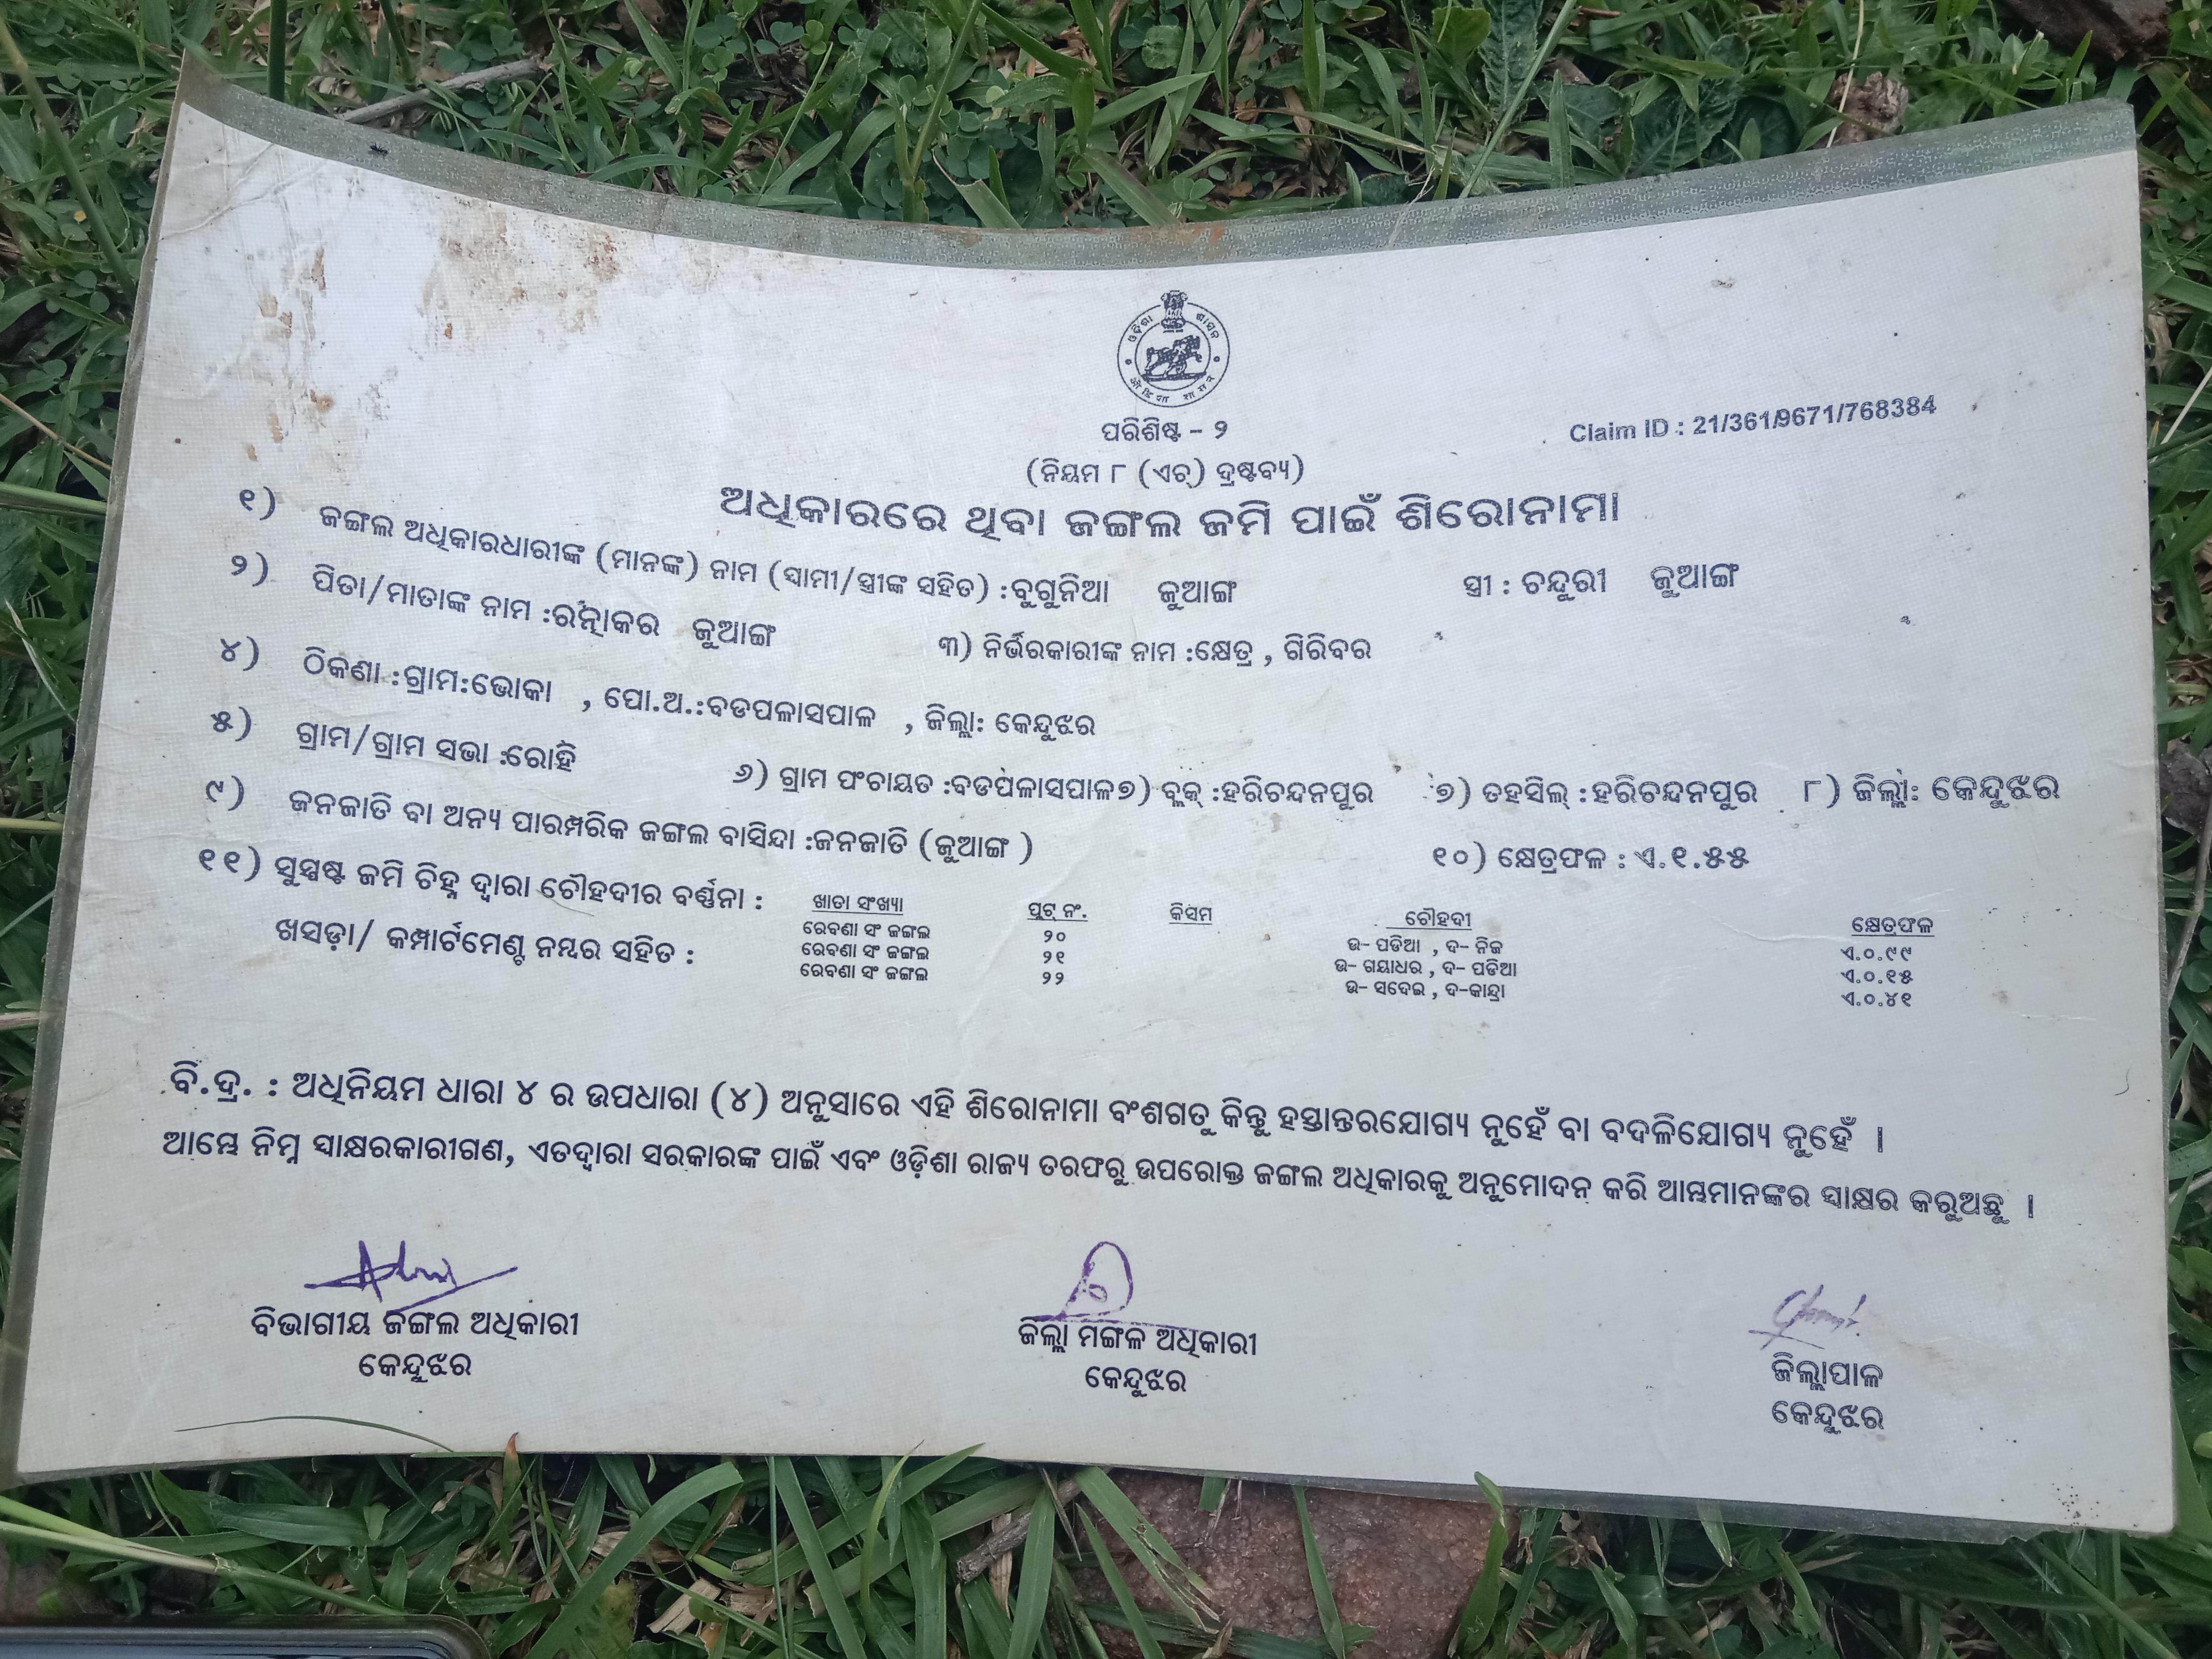 ଓଡ଼ିଶା ଶାସନ
ओडिशा शासन
ପରିଶିଷ୍ଟ - ୨
Claim ID : 21/361/9671/768384
(ନିୟମ ୮ (ଏଚ୍) ଦ୍ରଷ୍ଟବ୍ୟ)
ଅଧିକାରରେ ଥିବା ଜଙ୍ଗଲ ଜମି ପାଇଁ ଶିରୋନାମା
୧) ଜଙ୍ଗଲ ଅଧିକାରଧାରୀଙ୍କ (ମାନଙ୍କ) ନାମ (ସ୍ୱାମୀ/ସ୍ତ୍ରୀଙ୍କ ସହିତ) :ବୁଗୁନିଆ ଜୁଆଙ୍ଗ ସ୍ତ୍ରୀ : ଚନ୍ଦୁରୀ ଜୁଆଙ୍ଗ
୨) ପିତା/ମାତାଙ୍କ ନାମ :ରତ୍ନାକର ଜୁଆଙ୍ଗ ୩) ନିର୍ଭରକାରୀଙ୍କ ନାମ :କ୍ଷେତ୍ର , ଗିରିବର
୪) ଠିକଣା :ଗ୍ରାମ:ଭୋକା , ପୋ.ଅ.:ବଡପଳାସପାଳ , ଜିଲ୍ଲା: କେନ୍ଦୁଝର
୫) ଗ୍ରାମ/ଗ୍ରାମ ସଭା :ରୋହିଁ ୬) ଗ୍ରାମ ପଂଚାୟତ :ବଡପଳାସପାଳ୭) ବ୍ଲକ୍ :ହରିଚନ୍ଦନପୁର ୭) ତହସିଲ୍ :ହରିଚନ୍ଦନପୁର ୮) ଜିଲ୍ଲା: କେନ୍ଦୁଝର
୯) ଜନଜାତି ବା ଅନ୍ୟ ପାରମ୍ପରିକ ଜଙ୍ଗଲ ବାସିନ୍ଦା :ଜନଜାତି (ଜୁଆଙ୍ଗ ) ୧୦) କ୍ଷେତ୍ରଫଳ : ଏ.୧.୫୫
୧୧) ସୁସ୍ପଷ୍ଟ ଜମି ଚିହ୍ନ ଦ୍ୱାରା ଚୌହଦୀର ବର୍ଣ୍ଣନା :
ଖସଡ଼ା/ କମ୍ପାର୍ଟମେଣ୍ଟ ନମ୍ବର ସହିତ :
ଖାତା ସଂଖ୍ୟା ପ୍ଲଟ୍ ନଂ. କିସମ ଚୌହଦୀ କ୍ଷେତ୍ରଫଳ
ରେବଣା ସଂ ଜଙ୍ଗଲ ୨୦ ଉ- ପଡିଆ , ଦ- ନିଜ ଏ.୦.୯୯
ରେବଣା ସଂ ଜଙ୍ଗଲ ୨୧ ଉ- ଗୟାଧର , ଦ- ପଡିଆ ଏ.୦.୧୫
ରେବଣା ସଂ ଜଙ୍ଗଲ ୨୨ ଉ- ସଦେଇ , ଦ-କାନ୍ଦ୍ରା ଏ.୦.୪୧
ବି.ଦ୍ର. : ଅଧିନିୟମ ଧାରା ୪ ର ଉପଧାରା (୪) ଅନୁସାରେ ଏହି ଶିରୋନାମା ବଂଶଗତ କିନ୍ତୁ ହସ୍ତାନ୍ତରଯୋଗ୍ୟ ନୁହେଁ ବା ବଦଳିଯୋଗ୍ୟ ନୁହେଁ ।
ଆମ୍ଭେ ନିମ୍ନ ସ୍ୱାକ୍ଷରକାରୀଗଣ, ଏତଦ୍ୱାରା ସରକାରଙ୍କ ପାଇଁ ଏବଂ ଓଡ଼ିଶା ରାଜ୍ୟ ତରଫରୁ ଉପରୋକ୍ତ ଜଙ୍ଗଲ ଅଧିକାରକୁ ଅନୁମୋଦନ କରି ଆମ୍ଭମାନଙ୍କର ସ୍ୱାକ୍ଷର କରୁଅଛୁ ।
ବିଭାଗୀୟ ଜଙ୍ଗଲ ଅଧିକାରୀ
କେନ୍ଦୁଝର
ଜିଲ୍ଲା ମଙ୍ଗଳ ଅଧିକାରୀ
କେନ୍ଦୁଝର
ଜିଲ୍ଲାପାଳ
କେନ୍ଦୁଝର